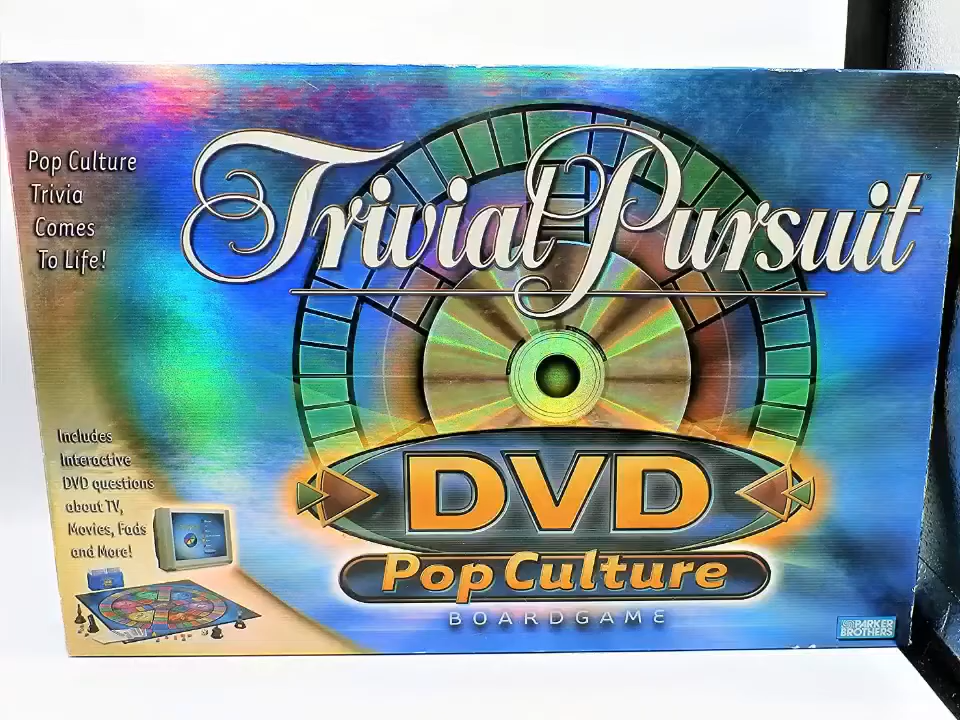 Pop Culture
Trivia
Comes
To Life!
Trivial Pursuit
Includes
Interactive
DVD questions
about TV,
Movies, Fads
and More!
DVD
Pop Culture
BOARDGAME
PARKER
BROTHERS